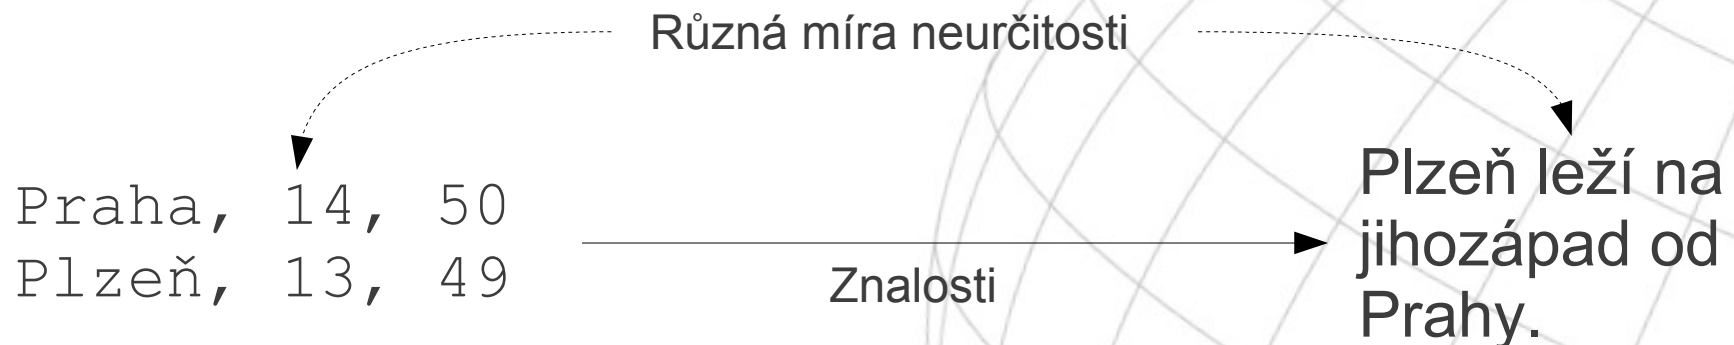 Různá míra neurčitosti
Praha, 14, 50
Plzeň, 13, 49
Znalosti
Plzeň leží na
jihozápad od
Prahy.